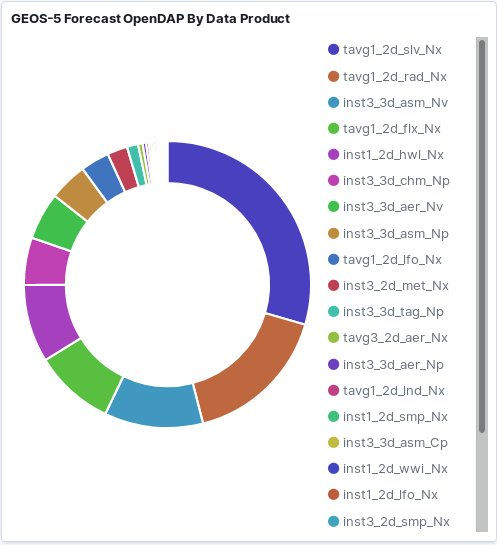 GEOS-5 Forecast OpenDAP By Data Product
tavg1_2d_slv_Nx
tavg1_2d_rad_Nx
inst3_3d_asm_Nv
tavg1_2d_flx_Nx
inst1_2d_hwl_Nx
inst3_3d_chm_Np
inst3_3d_aer_Nv
inst3_3d_asm_Np
tavg1_2d_lfo_Nx
inst3_2d_met_Nx
inst3_3d_tag_Np
tavg3_2d_aer_Nx
inst3_3d_aer_Np
tavg1_2d_lnd_Nx
inst1_2d_smp_Nx
inst3_3d_asm_Cp
inst1_2d_wwi_Nx
inst1_2d_lfo_Nx
inst3_2d_smp_Nx